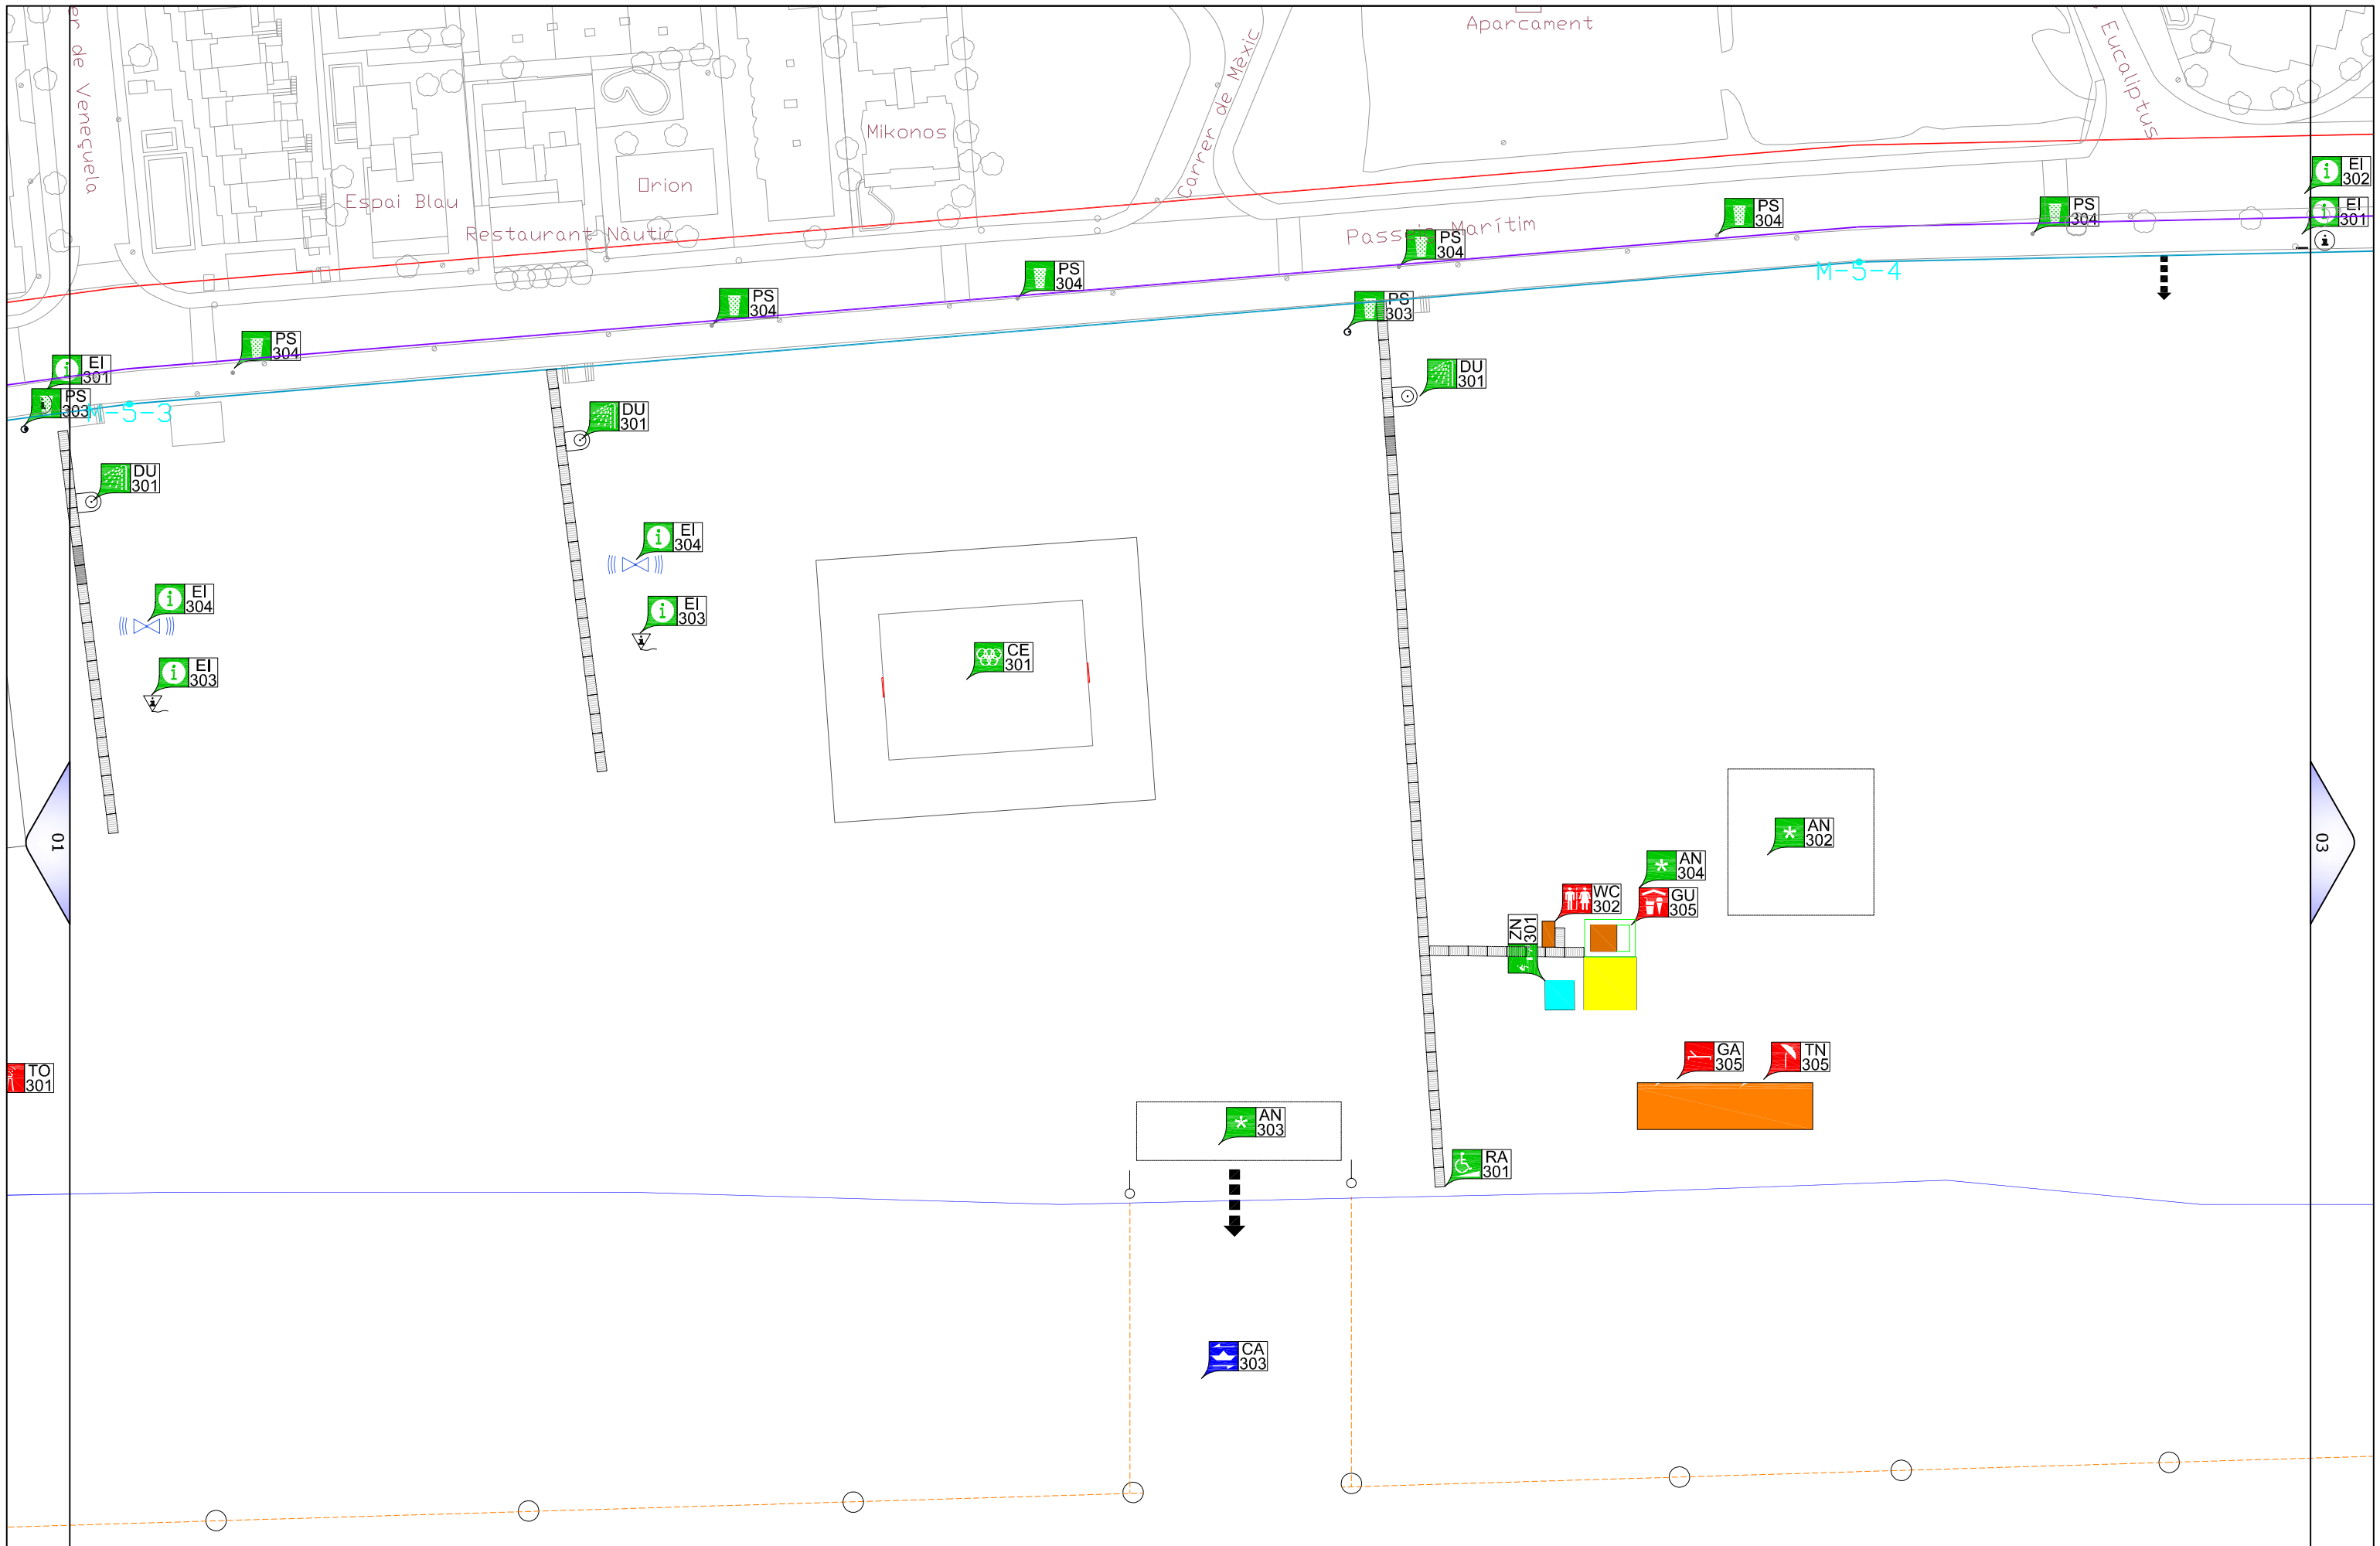 er de Veneçuela
Aparcament
Eucaliptus
Carrer de Mèxic
Mikonos
Orion
Espai Blau
Restaurant Nàutic
Passeig Marítim
EI
302
EI
301
PS
304
PS
304
PS
304
PS
304
PS
304
PS
304
M-5-4
PS
303
EI
301
PS
303
M-5-3
DU
301
DU
301
DU
301
EI
304
EI
304
EI
303
EI
303
CE
301
AN
302
01
03
AN
304
WC
302
GU
305
ZN
301
GA
305
TN
305
TO
301
AN
303
RA
301
CA
303